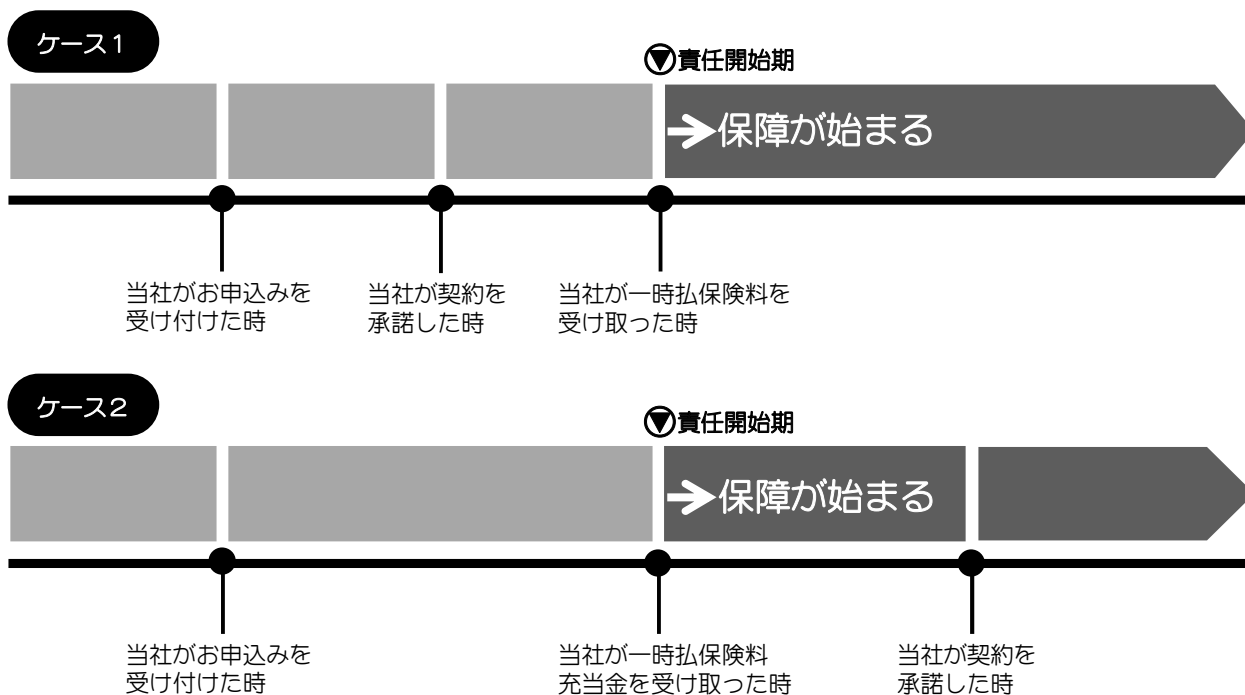 ケース1
責任開始期
保障が始まる
当社がお申込みを
受け付けた時
当社が契約を
承諾した時
当社が一時払保険料を
受け取った時
ケース2
責任開始期
保障が始まる
当社がお申込みを
受け付けた時
当社が一時払保険料
充当金を受け取った時
当社が契約を
承諾した時